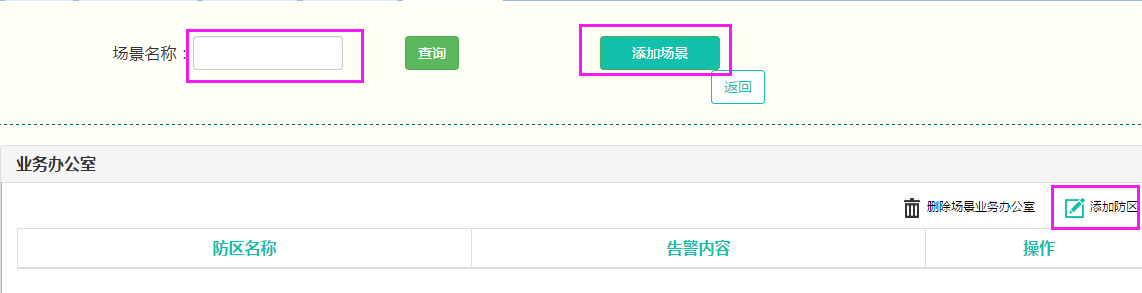 场景名称： 查询 添加场景
返回
业务办公室
删除场景业务办公室 添加防区
防区名称 告警内容 操作